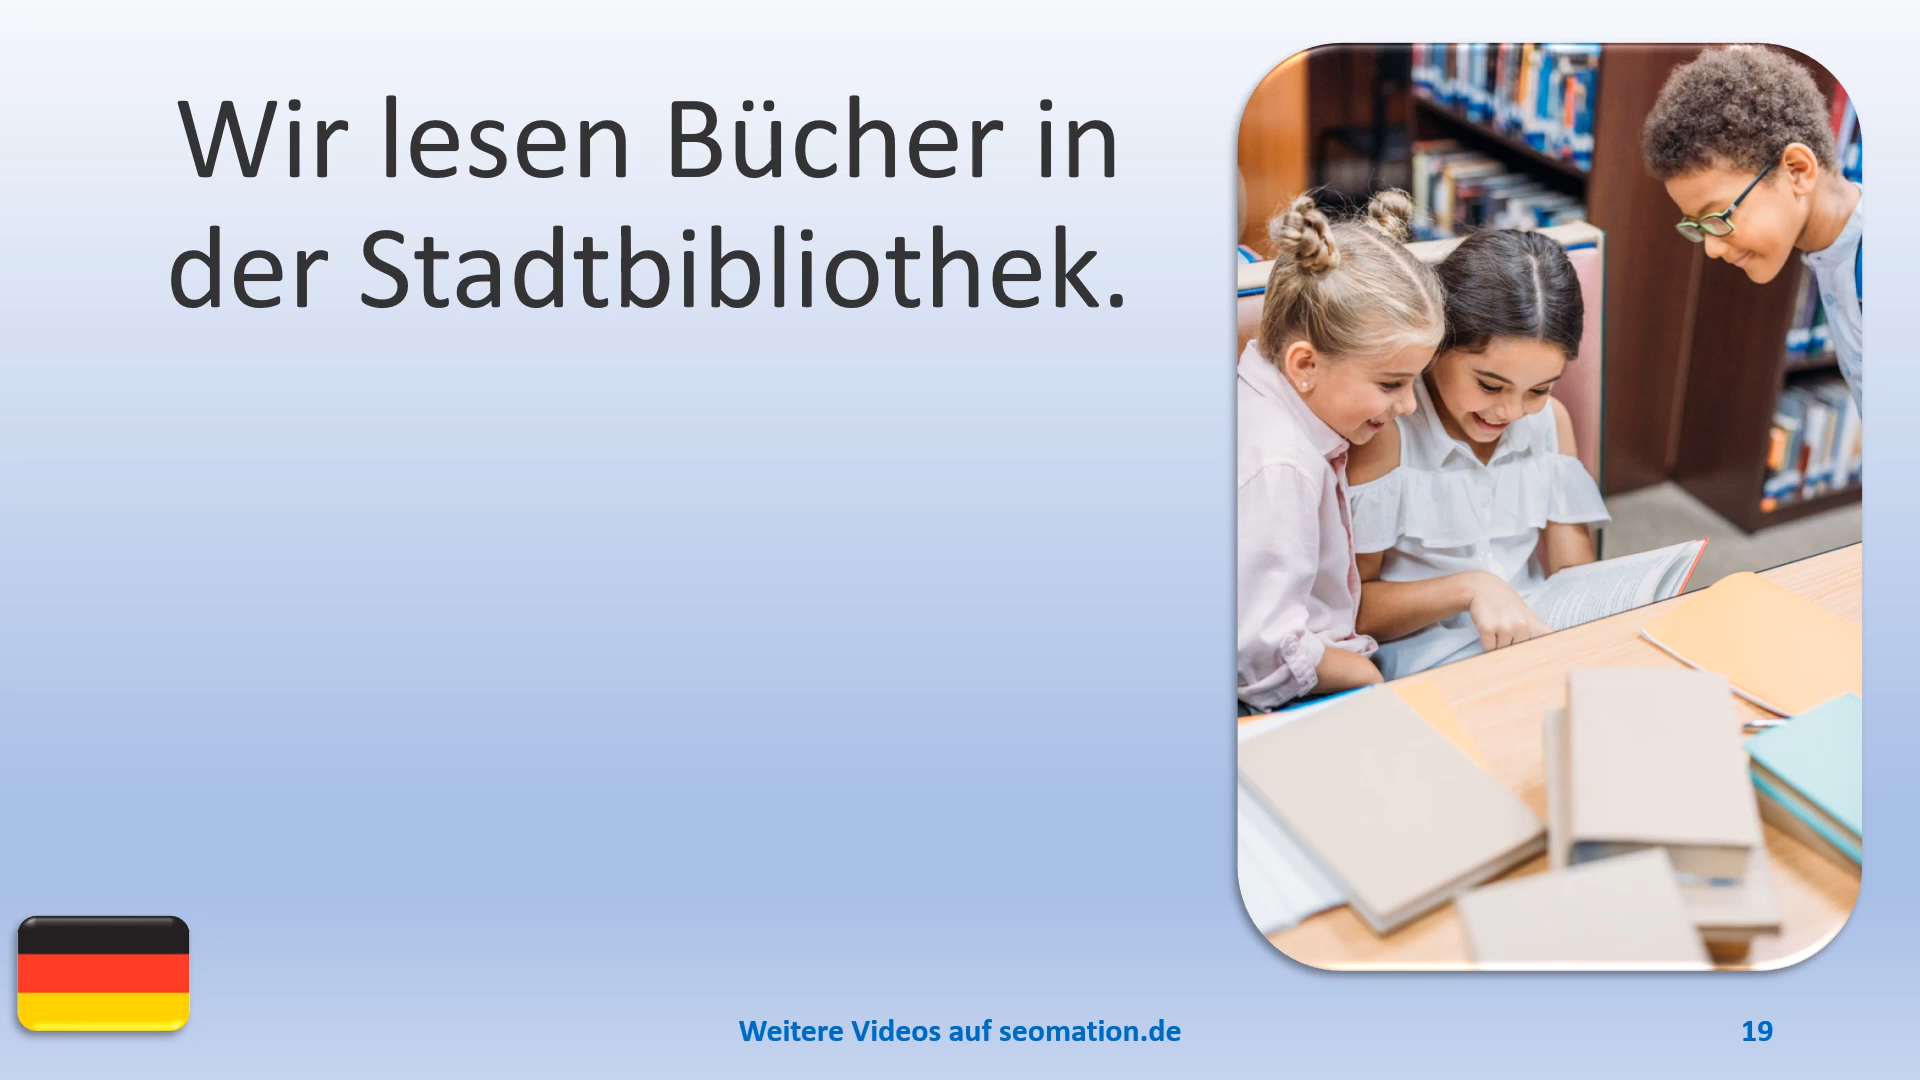 Wir lesen Bücher in
der Stadtbibliothek.
Weitere Videos auf seomation.de
19